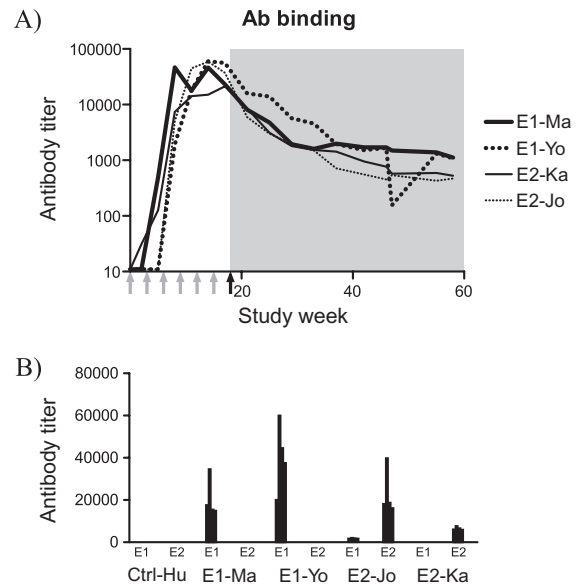 A)
Ab binding
100000
10000
1000
100
10
Antibody titer
20
40
60
Study week
E1-Ma
E1-Yo
E2-Ka
E2-Jo
B)
80000
60000
40000
20000
0
Antibody titer
E1 E2 E1 E2 E1 E2 E1 E2 E1 E2
Ctrl-Hu E1-Ma E1-Yo E2-Jo E2-Ka